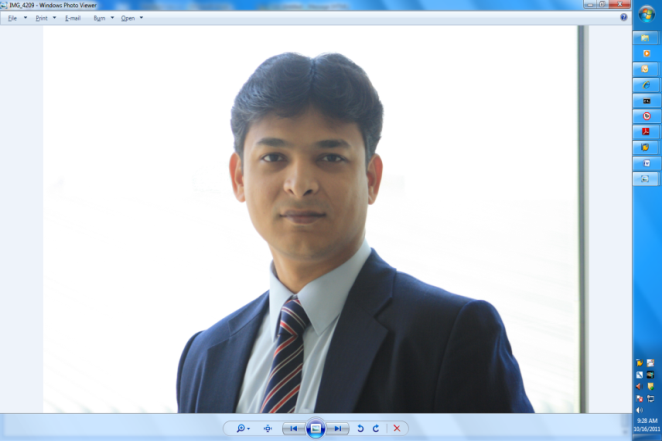 IMG_4209 - Windows Photo Viewer
File Print E-mail Burn Open
9:28 AM
10/16/2011